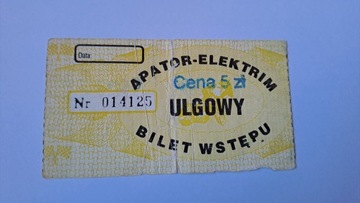 Data:
APATOR-ELEKTRIM
Cena 5 zł
Nr 014125
ULGOWY
BILET WSTĘPU